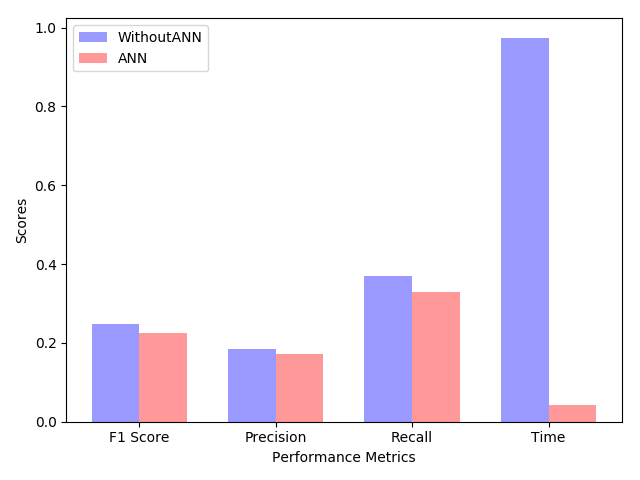 WithoutANN
ANN
1.0
0.8
0.6
0.4
0.2
0.0
Scores
F1 Score Precision Recall Time
Performance Metrics